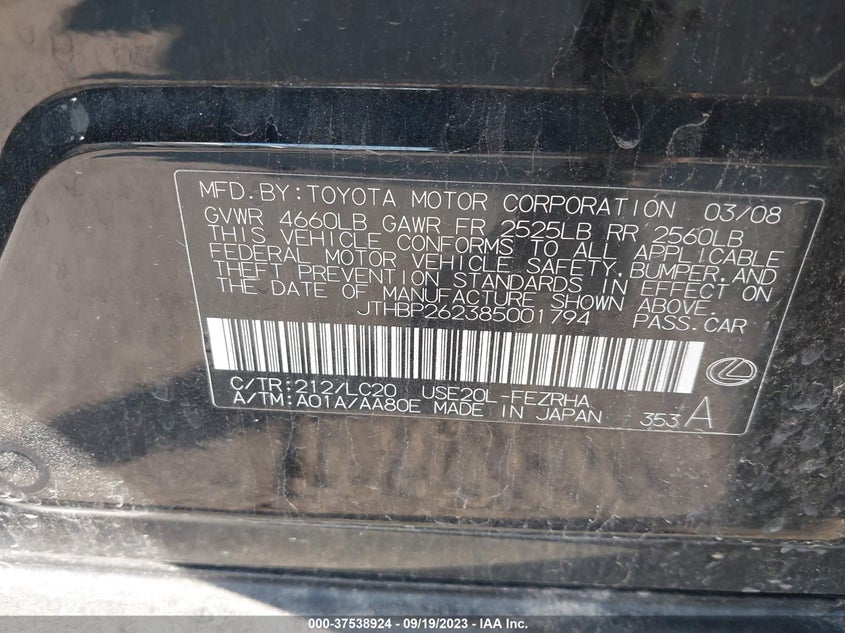 MFD.BY:TOYOTA MOTOR CORPORATION 03/08
GVWR 4660LB GAWR FR 2525LB RR 2560LB
THIS VEHICLE CONFORMS TO ALL APPLICABLE
FEDERAL MOTOR VEHICLE SAFETY,BUMPER,AND
THEFT PREVENTION STANDARDS IN EFFECT ON
THE DATE OF MANUFACTURE SHOWN ABOVE.
JTHBP262385001794 PASS.CAR
C/TR:212/LC20 USE20L-FEZRHA
A/TM:A01A/AA80E MADE IN JAPAN 353A
000-37538924 - 09/19/2023 - IAA Inc.